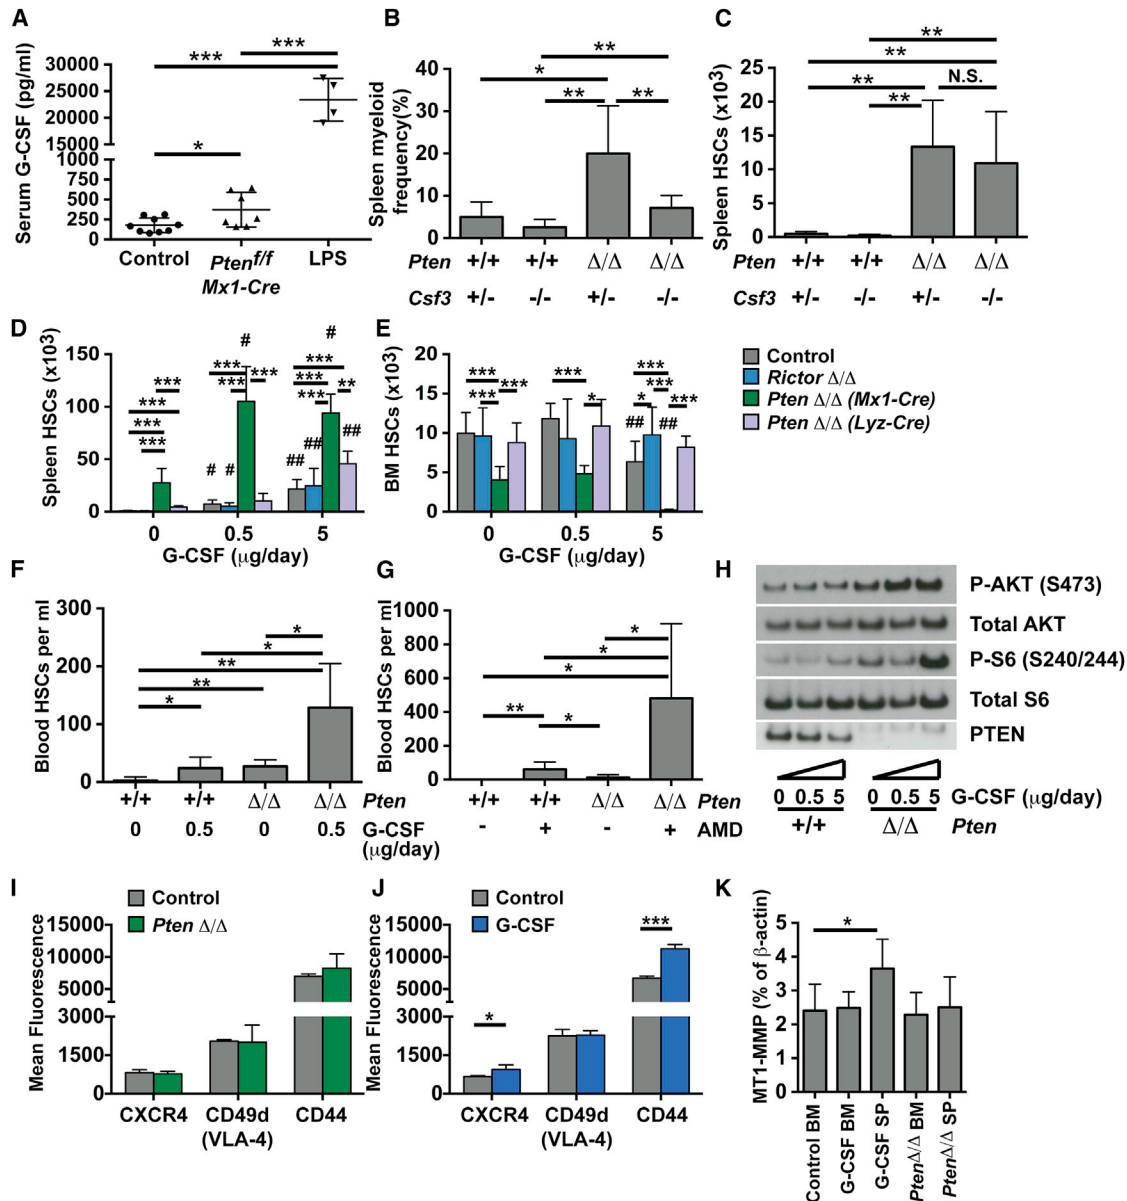 A
Serum G-CSF (pg/ml)
30000
25000
20000
15000
10000
1000
750
500
250
0
***
***
*
Control
Pten^f/f
Mx1-Cre
LPS
B
Spleen myeloid
frequency(%)
40
30
20
10
0
**
*
** **
Pten +/+ +/+ Δ/Δ Δ/Δ
Csf3 +/- -/- +/- -/-
C
Spleen HSCs (x10³)
25
20
15
10
5
0
**
**
** N.S.
**
Pten +/+ +/+ Δ/Δ Δ/Δ
Csf3 +/- -/- +/- -/-
D
Spleen HSCs (x10³)
150
100
50
0
***
***
***
***
#
*** ***
***
# #
#
***
***
*** **
## ## ##
0 0.5 5
G-CSF (μg/day)
E
BM HSCs (x10³)
20
15
10
5
0
***
*** ***
***
*
***
***
* ***
## ##
0 0.5 5
G-CSF (μg/day)
Control
Rictor Δ/Δ
Pten Δ/Δ (Mx1-Cre)
Pten Δ/Δ (Lyz-Cre)
F
Blood HSCs per ml
300
200
100
0
*
*
**
**
*
+/+ +/+ Δ/Δ Δ/Δ Pten
0 0.5 0 0.5 G-CSF
(μg/day)
G
Blood HSCs per ml
1000
800
600
400
200
0
*
*
*
**
*
+/+ +/+ Δ/Δ Δ/Δ Pten
- + - + AMD
H
P-AKT (S473)
Total AKT
P-S6 (S240/244)
Total S6
PTEN
0 0.5 5 0 0.5 5 G-CSF (μg/day)
+/+ Δ/Δ Pten
I
Control
Pten Δ/Δ
Mean Fluorescence
15000
10000
5000
3000
1500
0
CXCR4 CD49d CD44
(VLA-4)
J
Control
G-CSF
Mean Fluorescence
15000
10000
5000
3000
1500
0
***
*
CXCR4 CD49d CD44
(VLA-4)
K
MT1-MMP (% of β-actin)
5
4
3
2
1
0
*
Control BM
G-CSF BM
G-CSF SP
Pten^Δ/Δ BM
Pten^Δ/Δ SP